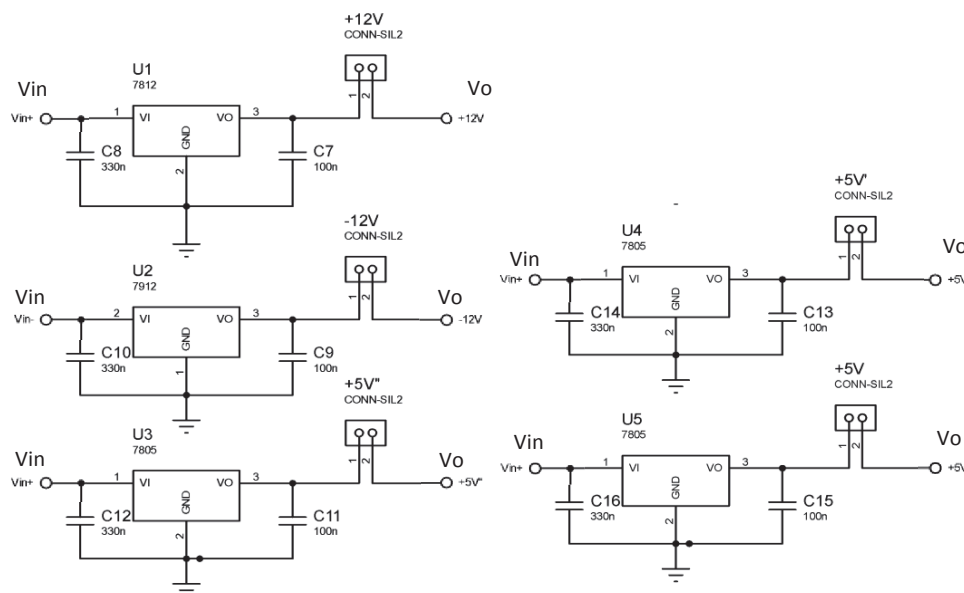 +12V
CONN-SIL2
U1
7812
Vin
Vo
Vin+
1
VI
VO
3
1
2
+12V
GND
C8
330n
C7
100n
2
-12V
CONN-SIL2
U2
7912
Vin
Vo
Vin-
2
VI
VO
3
1
2
-12V
GND
C10
330n
C9
100n
1
+5V"
CONN-SIL2
U3
7805
Vin
Vo
Vin+
1
VI
VO
3
1
2
+5V"
GND
C12
330n
C11
100n
2
+5V'
CONN-SIL2
U4
7805
Vin
Vo
Vin+
1
VI
VO
3
1
2
+5V
GND
C14
330n
C13
100n
2
+5V
CONN-SIL2
U5
7805
Vin
Vo
Vin+
1
VI
VO
3
1
2
+5V
GND
C16
330n
C15
100n
2